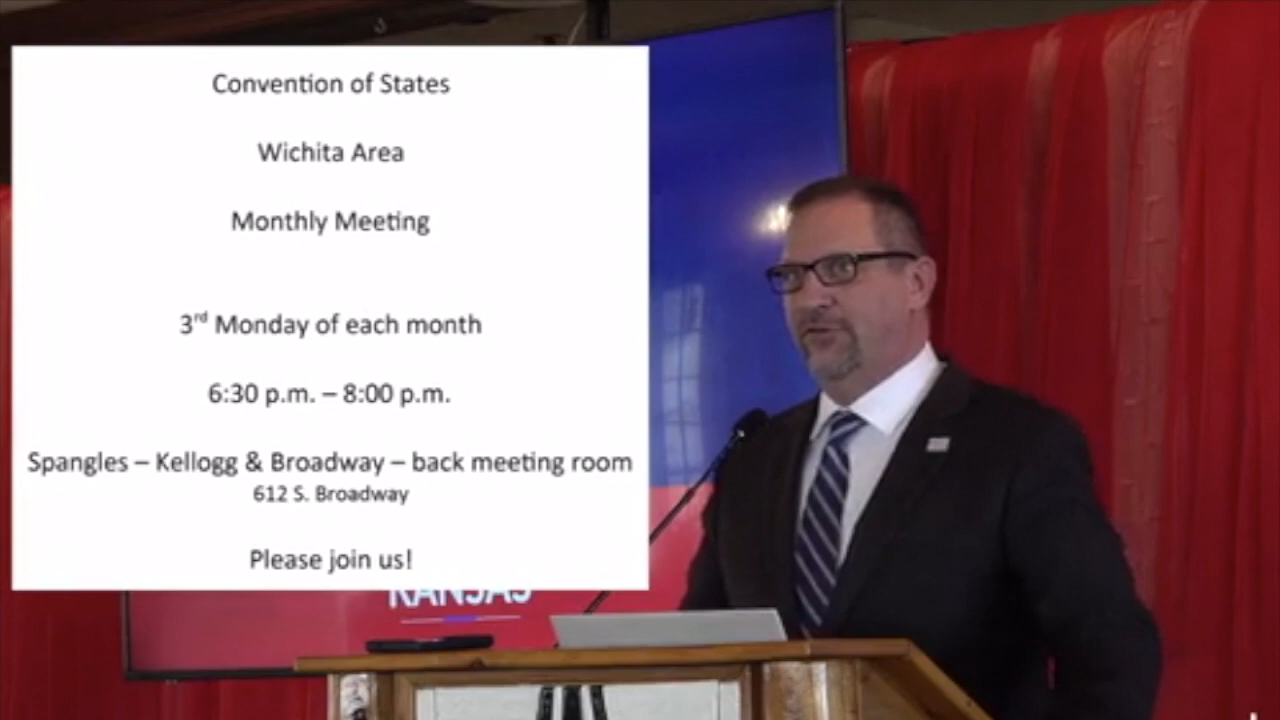 Convention of States
Wichita Area
Monthly Meeting
3rd Monday of each month
6:30 p.m. – 8:00 p.m.
Spangles – Kellogg & Broadway – back meeting room
612 S. Broadway
Please join us!
KANSAS